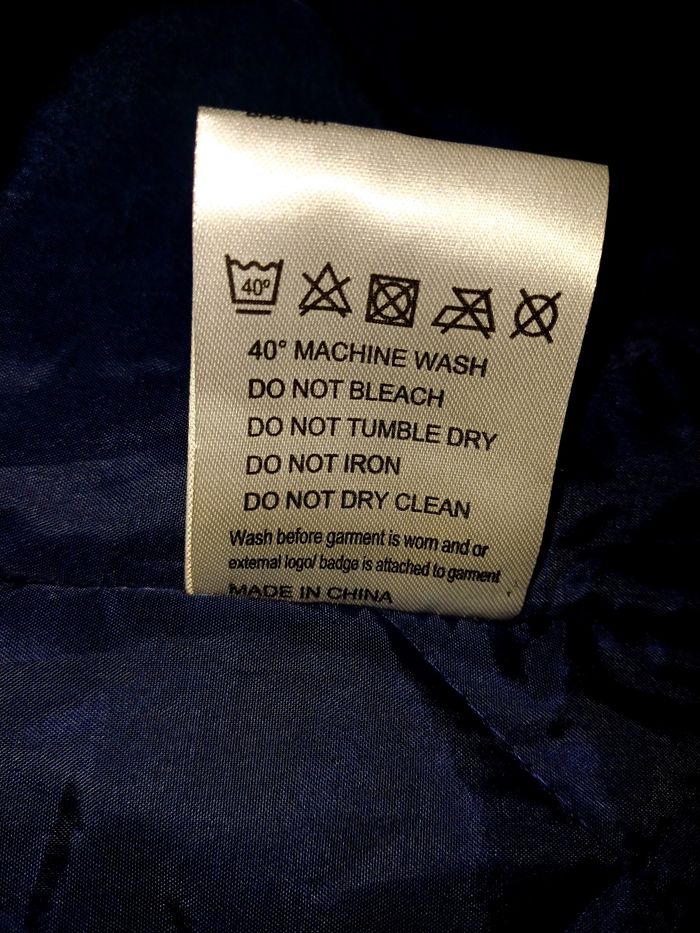 40°
40° MACHINE WASH
DO NOT BLEACH
DO NOT TUMBLE DRY
DO NOT IRON
DO NOT DRY CLEAN
Wash before garment is worn and or
external logo/ badge is attached to garment
MADE IN CHINA